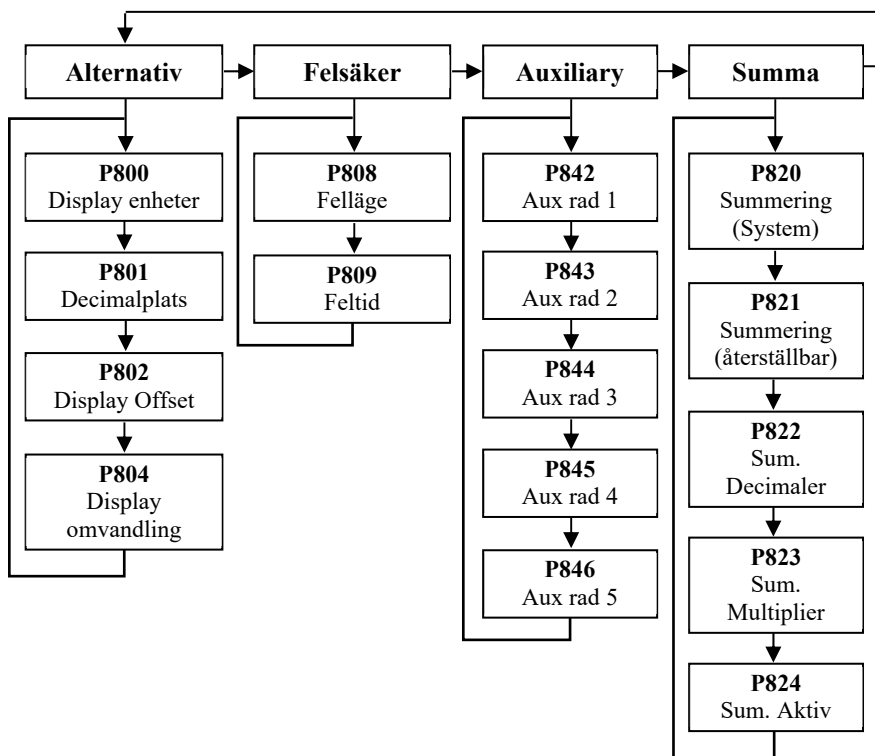 Alternativ
Felsäker
Auxiliary
Summa
P800
Display enheter
P801
Decimalplats
P802
Display Offset
P804
Display
omvandling
P808
Felläge
P809
Feltid
P842
Aux rad 1
P843
Aux rad 2
P844
Aux rad 3
P845
Aux rad 4
P846
Aux rad 5
P820
Summering
(System)
P821
Summering
(återställbar)
P822
Sum.
Decimaler
P823
Sum.
Multiplier
P824
Sum. Aktiv